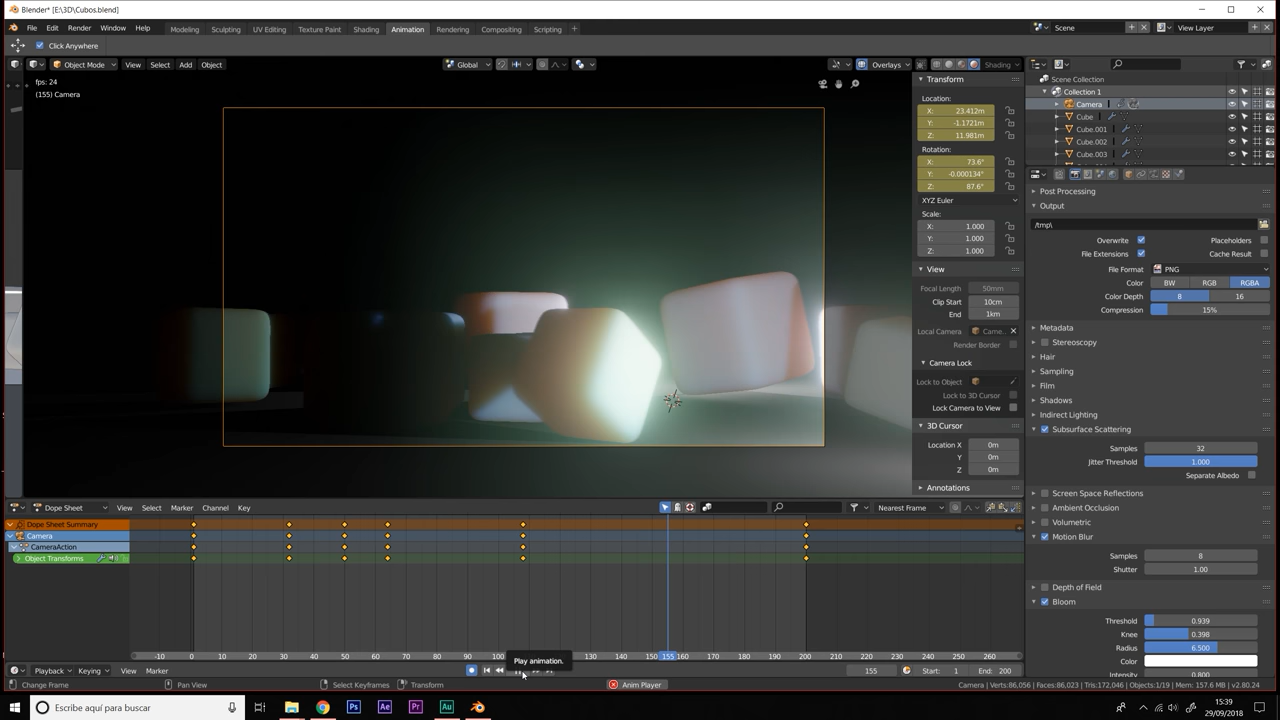 Blender* [E:\3D\Cubos.blend]
File Edit Render Window Help
Modeling Sculpting UV Editing Texture Paint Shading Animation Rendering Compositing Scripting +
Scene
View Layer
Click Anywhere
Object Mode View Select Add Object
Global
Overlays
Shading
fps: 24
(155) Camera
Transform
Location:
X: 23.412m
Y: -1.1721m
Z: 11.981m
Rotation:
X: 73.6°
Y: -0.000134°
Z: 87.6°
XYZ Euler
Scale:
X: 1.000
Y: 1.000
Z: 1.000
View
Focal Length 50mm
Clip Start 10cm
End 1km
Local Camera Came...
Render Border
Camera Lock
Lock to Object
Lock to 3D Cursor
Lock Camera to View
3D Cursor
Location X 0m
Y 0m
Z 0m
Annotations
Scene Collection
Collection 1
Camera
Cube
Cube.001
Cube.002
Cube.003
Post Processing
Output
/tmp\
Overwrite Placeholders
File Extensions Cache Result
File Format PNG
Color BW RGB RGBA
Color Depth 8 16
Compression 15%
Metadata
Stereoscopy
Hair
Sampling
Film
Shadows
Indirect Lighting
Subsurface Scattering
Samples 32
Jitter Threshold 1.000
Separate Albedo
Screen Space Reflections
Ambient Occlusion
Volumetric
Motion Blur
Samples 8
Shutter 1.00
Depth of Field
Bloom
Threshold 0.939
Knee 0.398
Radius 6.500
Color
Intensity 0.800
Dope Sheet View Select Marker Channel Key
Nearest Frame
Dope Sheet Summary
Camera
CameraAction
Object Transforms
-10 0 10 20 30 40 50 60 70 80 90 100 130 140 150 155 160 170 180 190 200 210 220 230 240 250 260
Play animation.
Playback Keying View Marker
155 Start: 1 End: 200
Change Frame Pan View Select Keyframes Transform
Anim Player
Camera | Verts:86,056 | Faces:86,023 | Tris:172,046 | Objects:1/19 | Mem: 157.6 MB | v2.80.24
Escribe aquí para buscar
Ps Ae Pr Au
15:39
29/09/2018